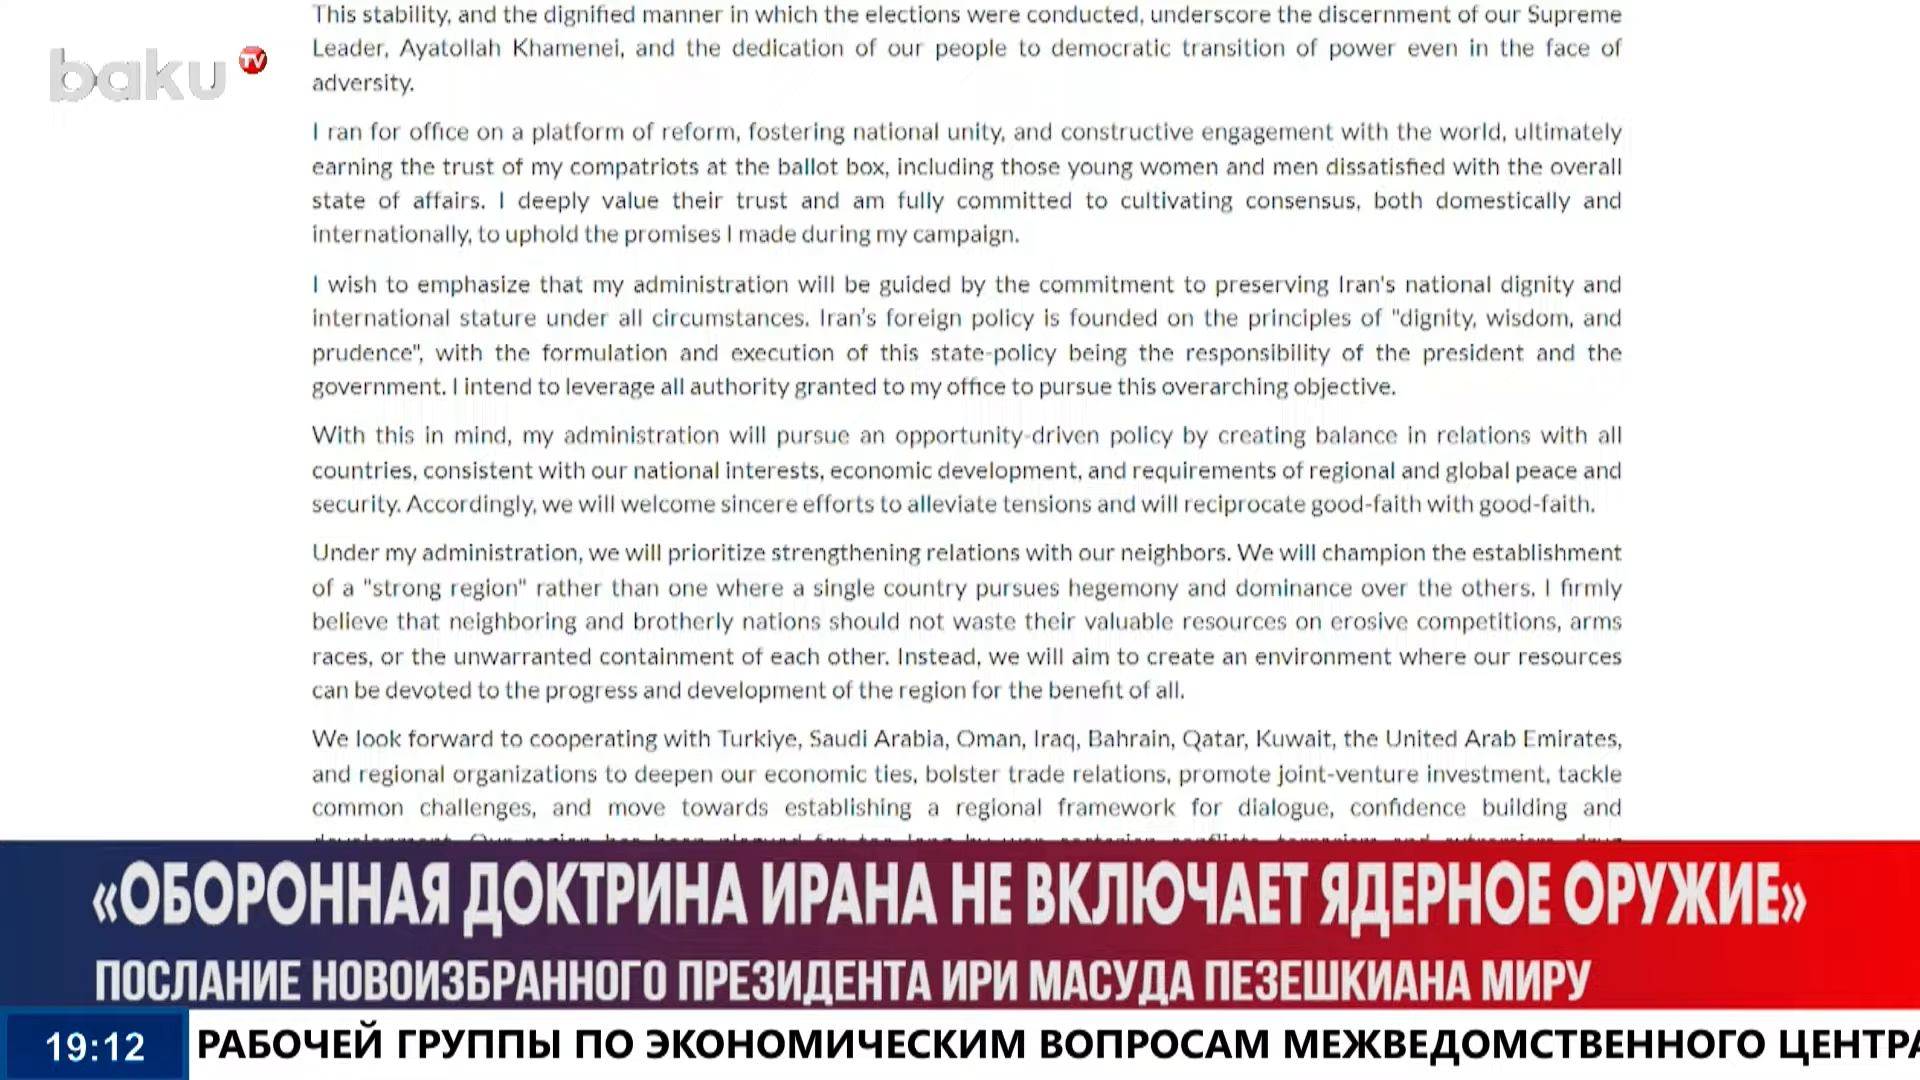 baku TV
This stability, and the dignified manner in which the elections were conducted, underscore the discernment of our Supreme
Leader, Ayatollah Khamenei, and the dedication of our people to democratic transition of power even in the face of
adversity.
I ran for office on a platform of reform, fostering national unity, and constructive engagement with the world, ultimately
earning the trust of my compatriots at the ballot box, including those young women and men dissatisfied with the overall
state of affairs. I deeply value their trust and am fully committed to cultivating consensus, both domestically and
internationally, to uphold the promises I made during my campaign.
I wish to emphasize that my administration will be guided by the commitment to preserving Iran's national dignity and
international stature under all circumstances. Iran's foreign policy is founded on the principles of "dignity, wisdom, and
prudence", with the formulation and execution of this state-policy being the responsibility of the president and the
government. I intend to leverage all authority granted to my office to pursue this overarching objective.
With this in mind, my administration will pursue an opportunity-driven policy by creating balance in relations with all
countries, consistent with our national interests, economic development, and requirements of regional and global peace and
security. Accordingly, we will welcome sincere efforts to alleviate tensions and will reciprocate good-faith with good-faith.
Under my administration, we will prioritize strengthening relations with our neighbors. We will champion the establishment
of a "strong region" rather than one where a single country pursues hegemony and dominance over the others. I firmly
believe that neighboring and brotherly nations should not waste their valuable resources on erosive competitions, arms
races, or the unwarranted containment of each other. Instead, we will aim to create an environment where our resources
can be devoted to the progress and development of the region for the benefit of all.
We look forward to cooperating with Turkiye, Saudi Arabia, Oman, Iraq, Bahrain, Qatar, Kuwait, the United Arab Emirates,
and regional organizations to deepen our economic ties, bolster trade relations, promote joint-venture investment, tackle
common challenges, and move towards establishing a regional framework for dialogue, confidence building and
«ОБОРОННАЯ ДОКТРИНА ИРАНА НЕ ВКЛЮЧАЕТ ЯДЕРНОЕ ОРУЖИЕ»
ПОСЛАНИЕ НОВОИЗБРАННОГО ПРЕЗИДЕНТА ИРИ МАСУДА ПЕЗЕШКИАНА МИРУ
19:12 РАБОЧЕЙ ГРУППЫ ПО ЭКОНОМИЧЕСКИМ ВОПРОСАМ МЕЖВЕДОМСТВЕННОГО ЦЕНТРА